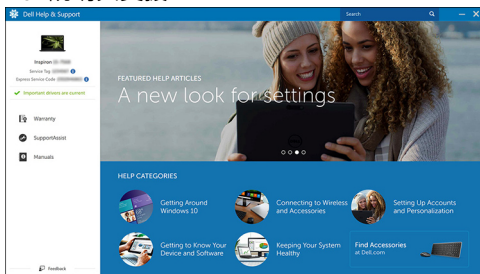 Dell Help & Support
Search
Inspiron
Service Tag
Express Service Code
Important drivers are current
Warranty
SupportAssist
Manuals
Feedback
FEATURED HELP ARTICLES
A new look for settings
HELP CATEGORIES
Getting Around
Windows 10
Connecting to Wireless
and Accessories
Setting Up Accounts
and Personalization
Getting to Know Your
Device and Software
Keeping Your System
Healthy
Find Accessories
at Dell.com